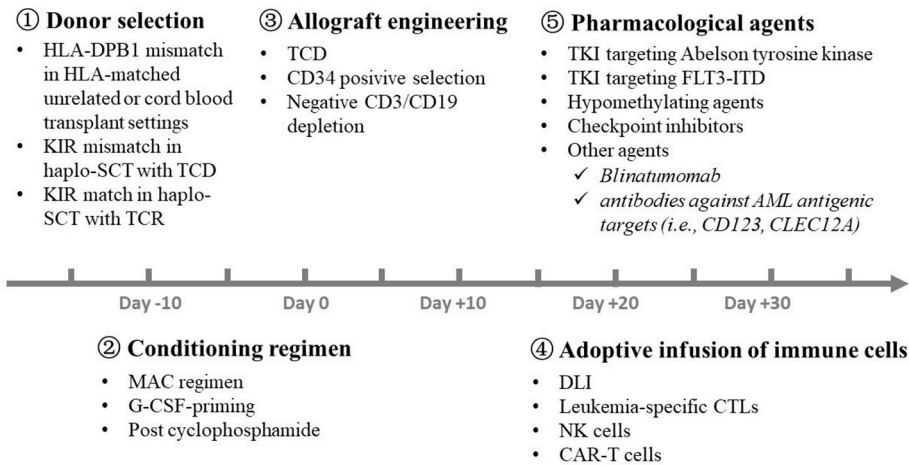 ① Donor selection
• HLA-DPB1 mismatch
in HLA-matched
unrelated or cord blood
transplant settings
• KIR mismatch in
haplo-SCT with TCD
• KIR match in haplo-
SCT with TCR
③ Allograft engineering
• TCD
• CD34 posivive selection
• Negative CD3/CD19
depletion
⑤ Pharmacological agents
• TKI targeting Abelson tyrosine kinase
• TKI targeting FLT3-ITD
• Hypomethylating agents
• Checkpoint inhibitors
• Other agents
✓ Blinatumomab
✓ antibodies against AML antigenic
targets (i.e., CD123, CLEC12A)
Day -10
Day 0
Day +10
Day +20
Day +30
② Conditioning regimen
• MAC regimen
• G-CSF-priming
• Post cyclophosphamide
④ Adoptive infusion of immune cells
• DLI
• Leukemia-specific CTLs
• NK cells
• CAR-T cells